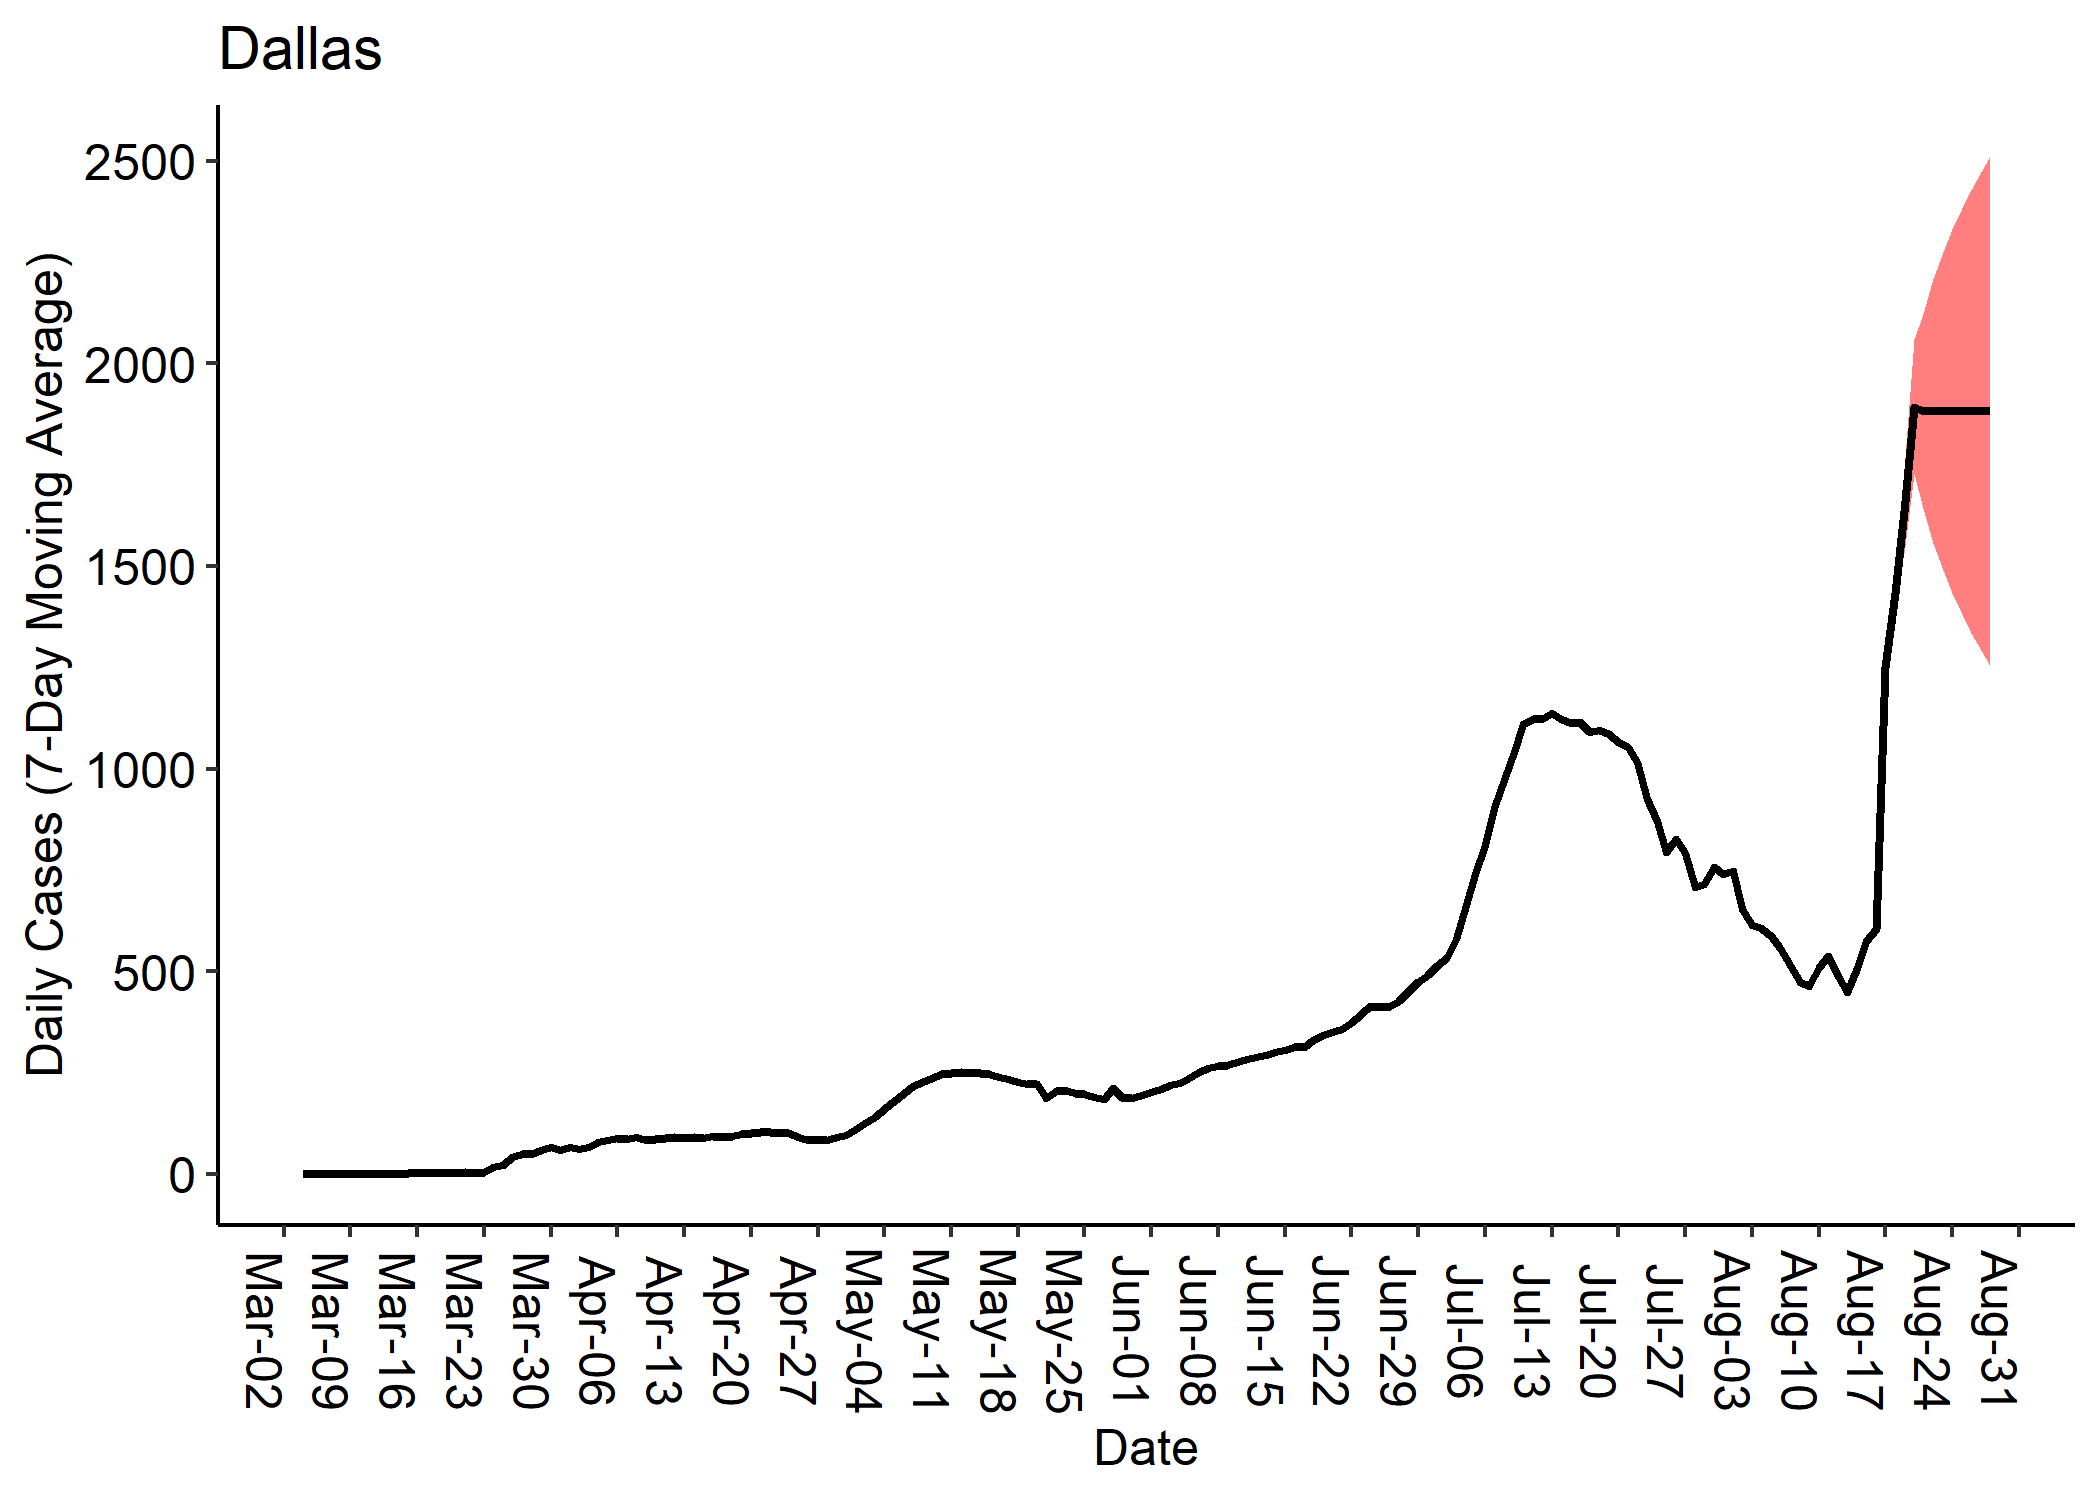 Dallas
Daily Cases (7-Day Moving Average)
2500
2000
1500
1000
500
0
Mar-02
Mar-09
Mar-16
Mar-23
Mar-30
Apr-06
Apr-13
Apr-20
Apr-27
May-04
May-11
May-18
May-25
Jun-01
Jun-08
Jun-15
Jun-22
Jun-29
Jul-06
Jul-13
Jul-20
Jul-27
Aug-03
Aug-10
Aug-17
Aug-24
Aug-31
Date